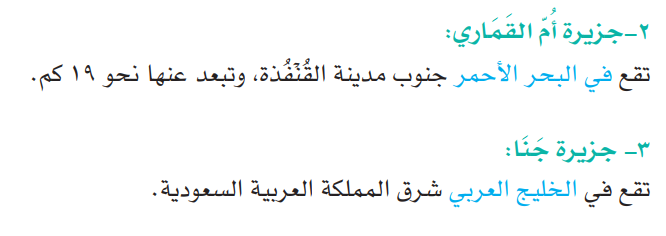 ٢-جزيرة أُمّ القَمَاري:
تقع في البحر الأحمر جنوب مدينة القُنْفُذة، وتبعد عنها نحو ١٩ كم.
٣- جزيرة جَنَا:
تقع في الخليج العربي شرق المملكة العربية السعودية.